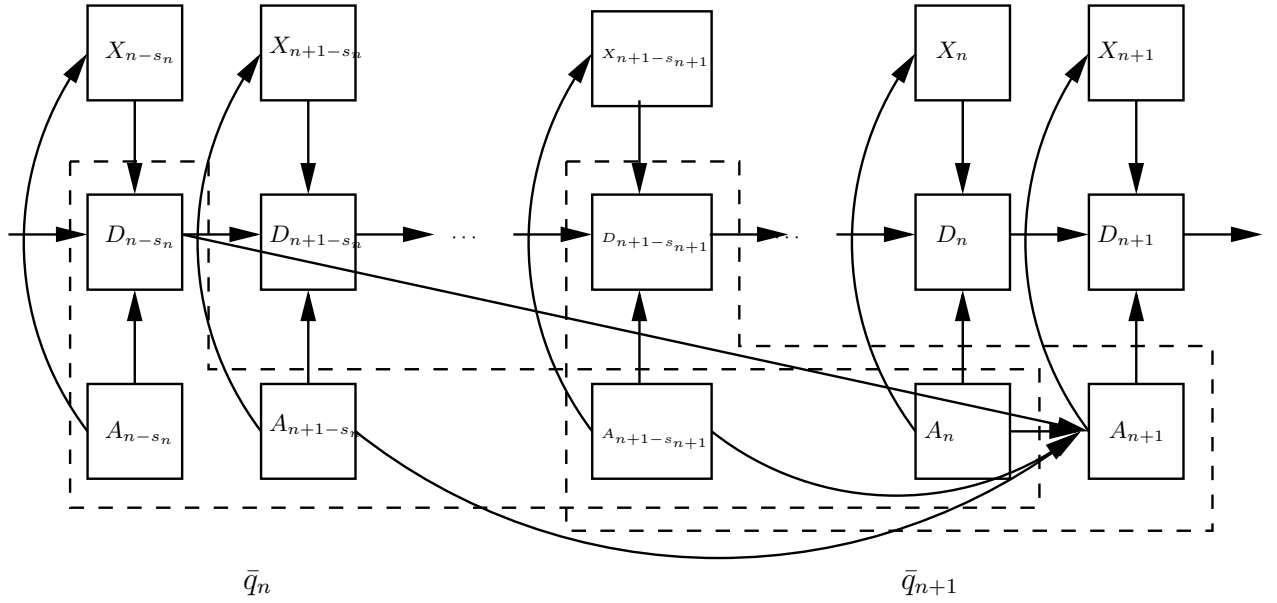 X_{n-s_n} X_{n+1-s_n} X_{n+1-s_{n+1}} X_n X_{n+1}
D_{n-s_n} D_{n+1-s_n} ... D_{n+1-s_{n+1}} ... D_n D_{n+1}
A_{n-s_n} A_{n+1-s_n} A_{n+1-s_{n+1}} A_n A_{n+1}
q̄_n q̄_{n+1}